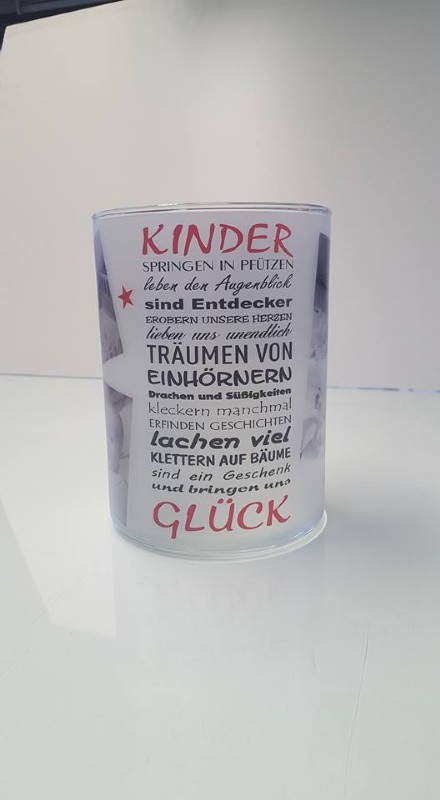 KINDER
SPRINGEN IN PFÜTZEN
leben den Augenblick
sind Entdecker
EROBERN UNSERE HERZEN
lieben uns unendlich
TRÄUMEN VON
EINHÖRNERN
Drachen und Süßigkeiten
kleckern manchmal
ERFINDEN GESCHICHTEN
lachen viel
KLETTERN AUF BÄUME
sind ein Geschenk
und bringen uns
GLÜCK